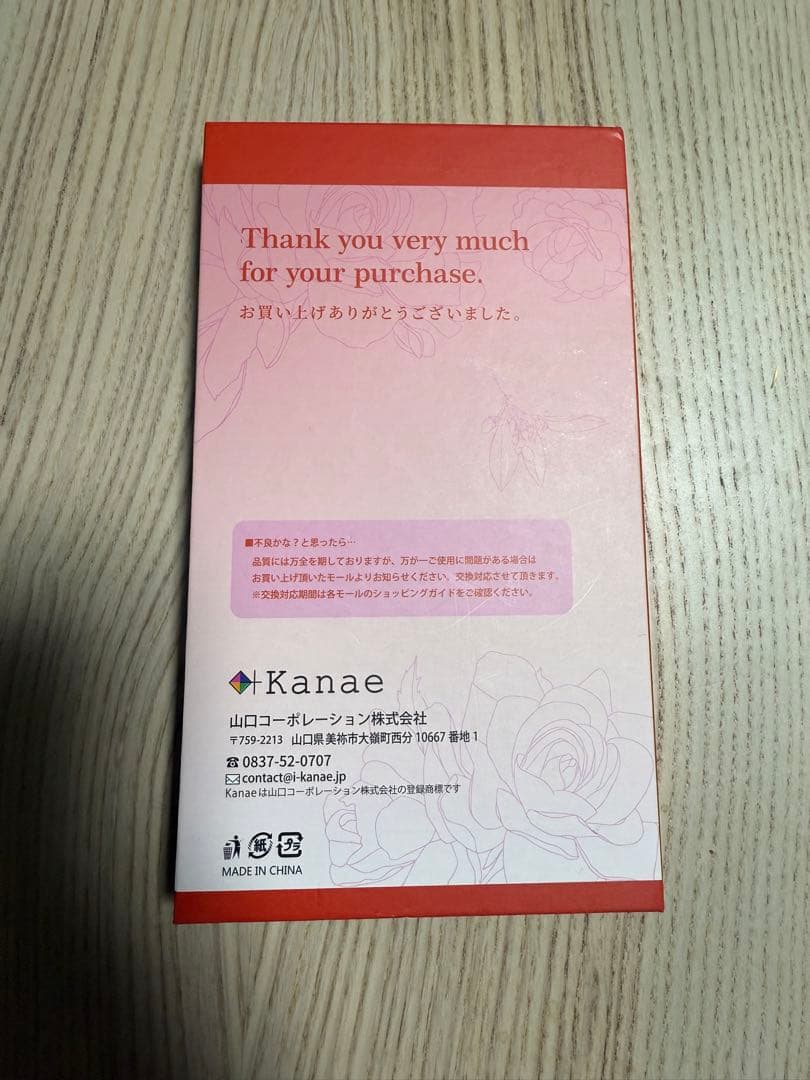 Thank you very much
for your purchase.
お買い上げありがとうございました。
■不良かな？と思ったら…
品質には万全を期しておりますが、万が一ご使用に問題がある場合は
お買い上げ頂いたモールよりお知らせください。交換対応させて頂きます。
※交換対応期間は各モールのショッピングガイドをご確認ください。
Kanae
山口コーポレーション株式会社
〒759-2213 山口県美祢市大嶺町西分 10667 番地 1
☎0837-52-0707
contact@i-kanae.jp
Kanaeは山口コーポレーション株式会社の登録商標です
紙 プラ
MADE IN CHINA